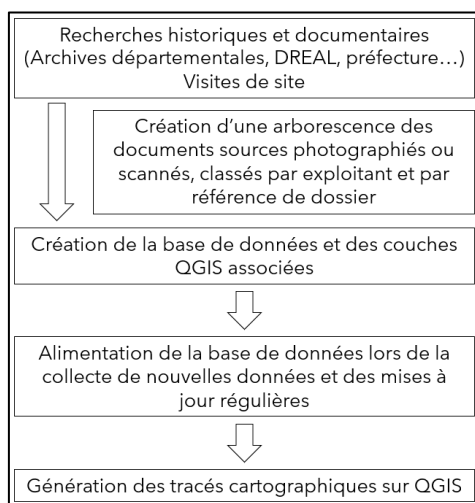 Recherches historiques et documentaires
(Archives départementales, DREAL, préfecture…)
Visites de site
Création d’une arborescence des
documents sources photographiés ou
scannés, classés par exploitant et par
référence de dossier
Création de la base de données et des couches
QGIS associées
Alimentation de la base de données lors de la
collecte de nouvelles données et des mises à
jour régulières
Génération des tracés cartographiques sur QGIS